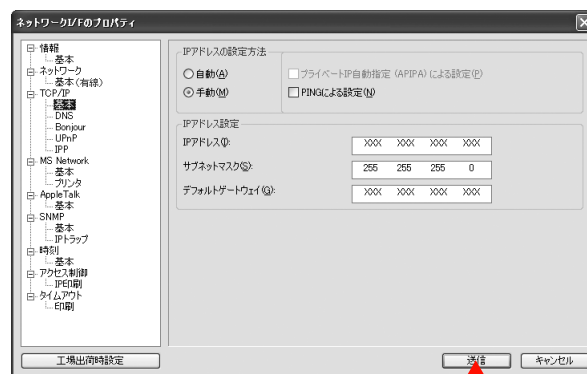 ネットワークI/Fのプロパティ
情報
基本
ネットワーク
基本(有線)
TCP/IP
基本
DNS
Bonjour
UPnP
IPP
MS Network
基本
プリンタ
AppleTalk
基本
SNMP
基本
IPトラップ
時刻
基本
アクセス制御
IPE印刷
タイムアウト
E印刷
IPアドレスの設定方法
自動(A)
プライベートIP自動指定 (APIPA) による設定(P)
手動(M)
PINGによる設定(N)
IPアドレス設定
IPアドレス(I):
XXX XXX XXX XXX
サブネットマスク(S):
255 255 255 0
デフォルトゲートウェイ(G):
XXX XXX XXX XXX
工場出荷時設定
送信
キャンセル